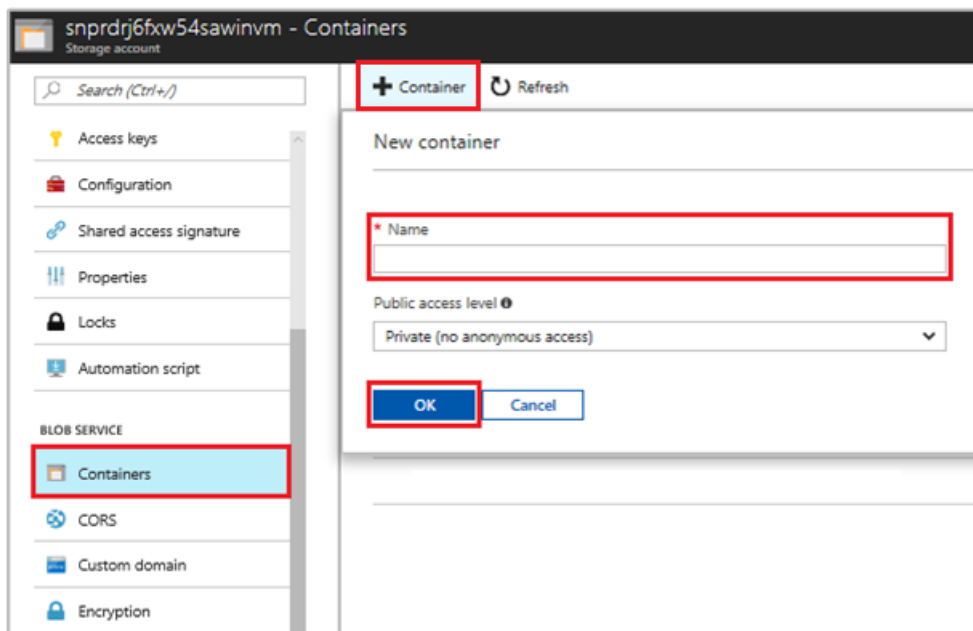 snprdrj6fxw54sawinvm - Containers
Storage account
Search (Ctrl+/)
Access keys
Configuration
Shared access signature
Properties
Locks
Automation script
BLOB SERVICE
Containers
CORS
Custom domain
Encryption
Container
Refresh
New container
* Name
Public access level
Private (no anonymous access)
OK
Cancel